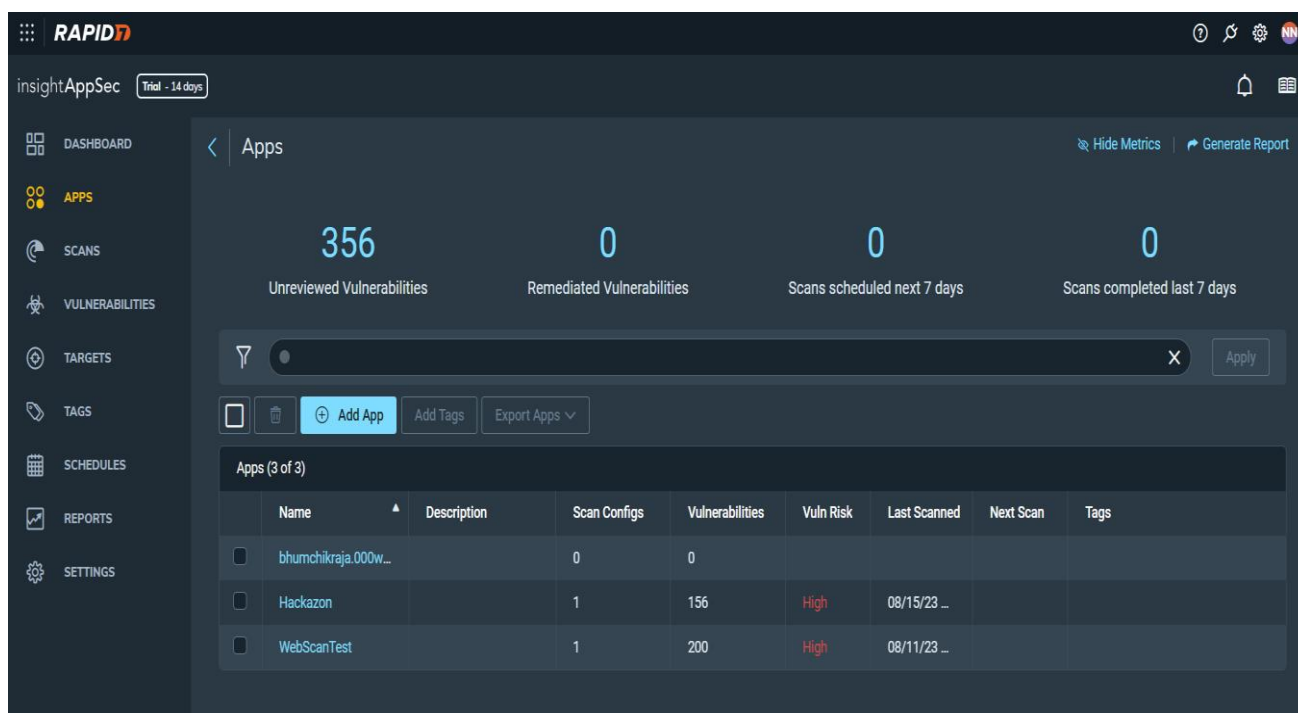 RAPID7
NN
insightAppSec Trial - 14 days
DASHBOARD
APPS
SCANS
VULNERABILITIES
TARGETS
TAGS
SCHEDULES
REPORTS
SETTINGS
Apps
Hide Metrics | Generate Report
356 0 0 0
Unreviewed Vulnerabilities Remediated Vulnerabilities Scans scheduled next 7 days Scans completed last 7 days
X Apply
Add App Add Tags Export Apps
Apps (3 of 3)
Name Description Scan Configs Vulnerabilities Vuln Risk Last Scanned Next Scan Tags
bhumchikraja.000w... 0 0
Hackazon 1 156 High 08/15/23 ...
WebScanTest 1 200 High 08/11/23 ...